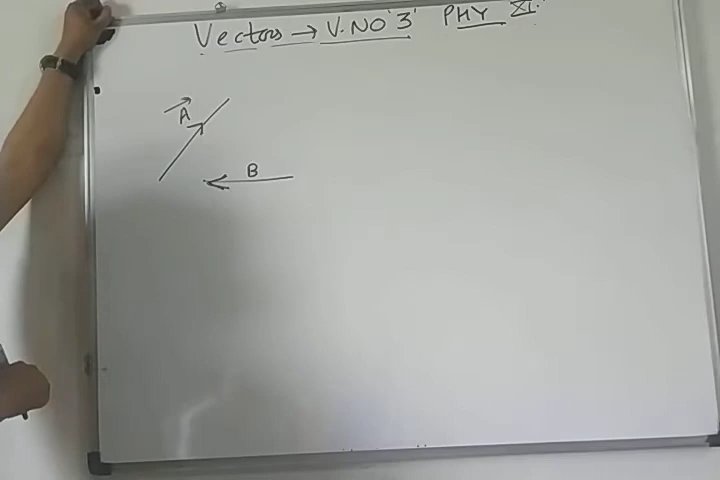 Vectors → V.NO '3' PHY XI.
A
B